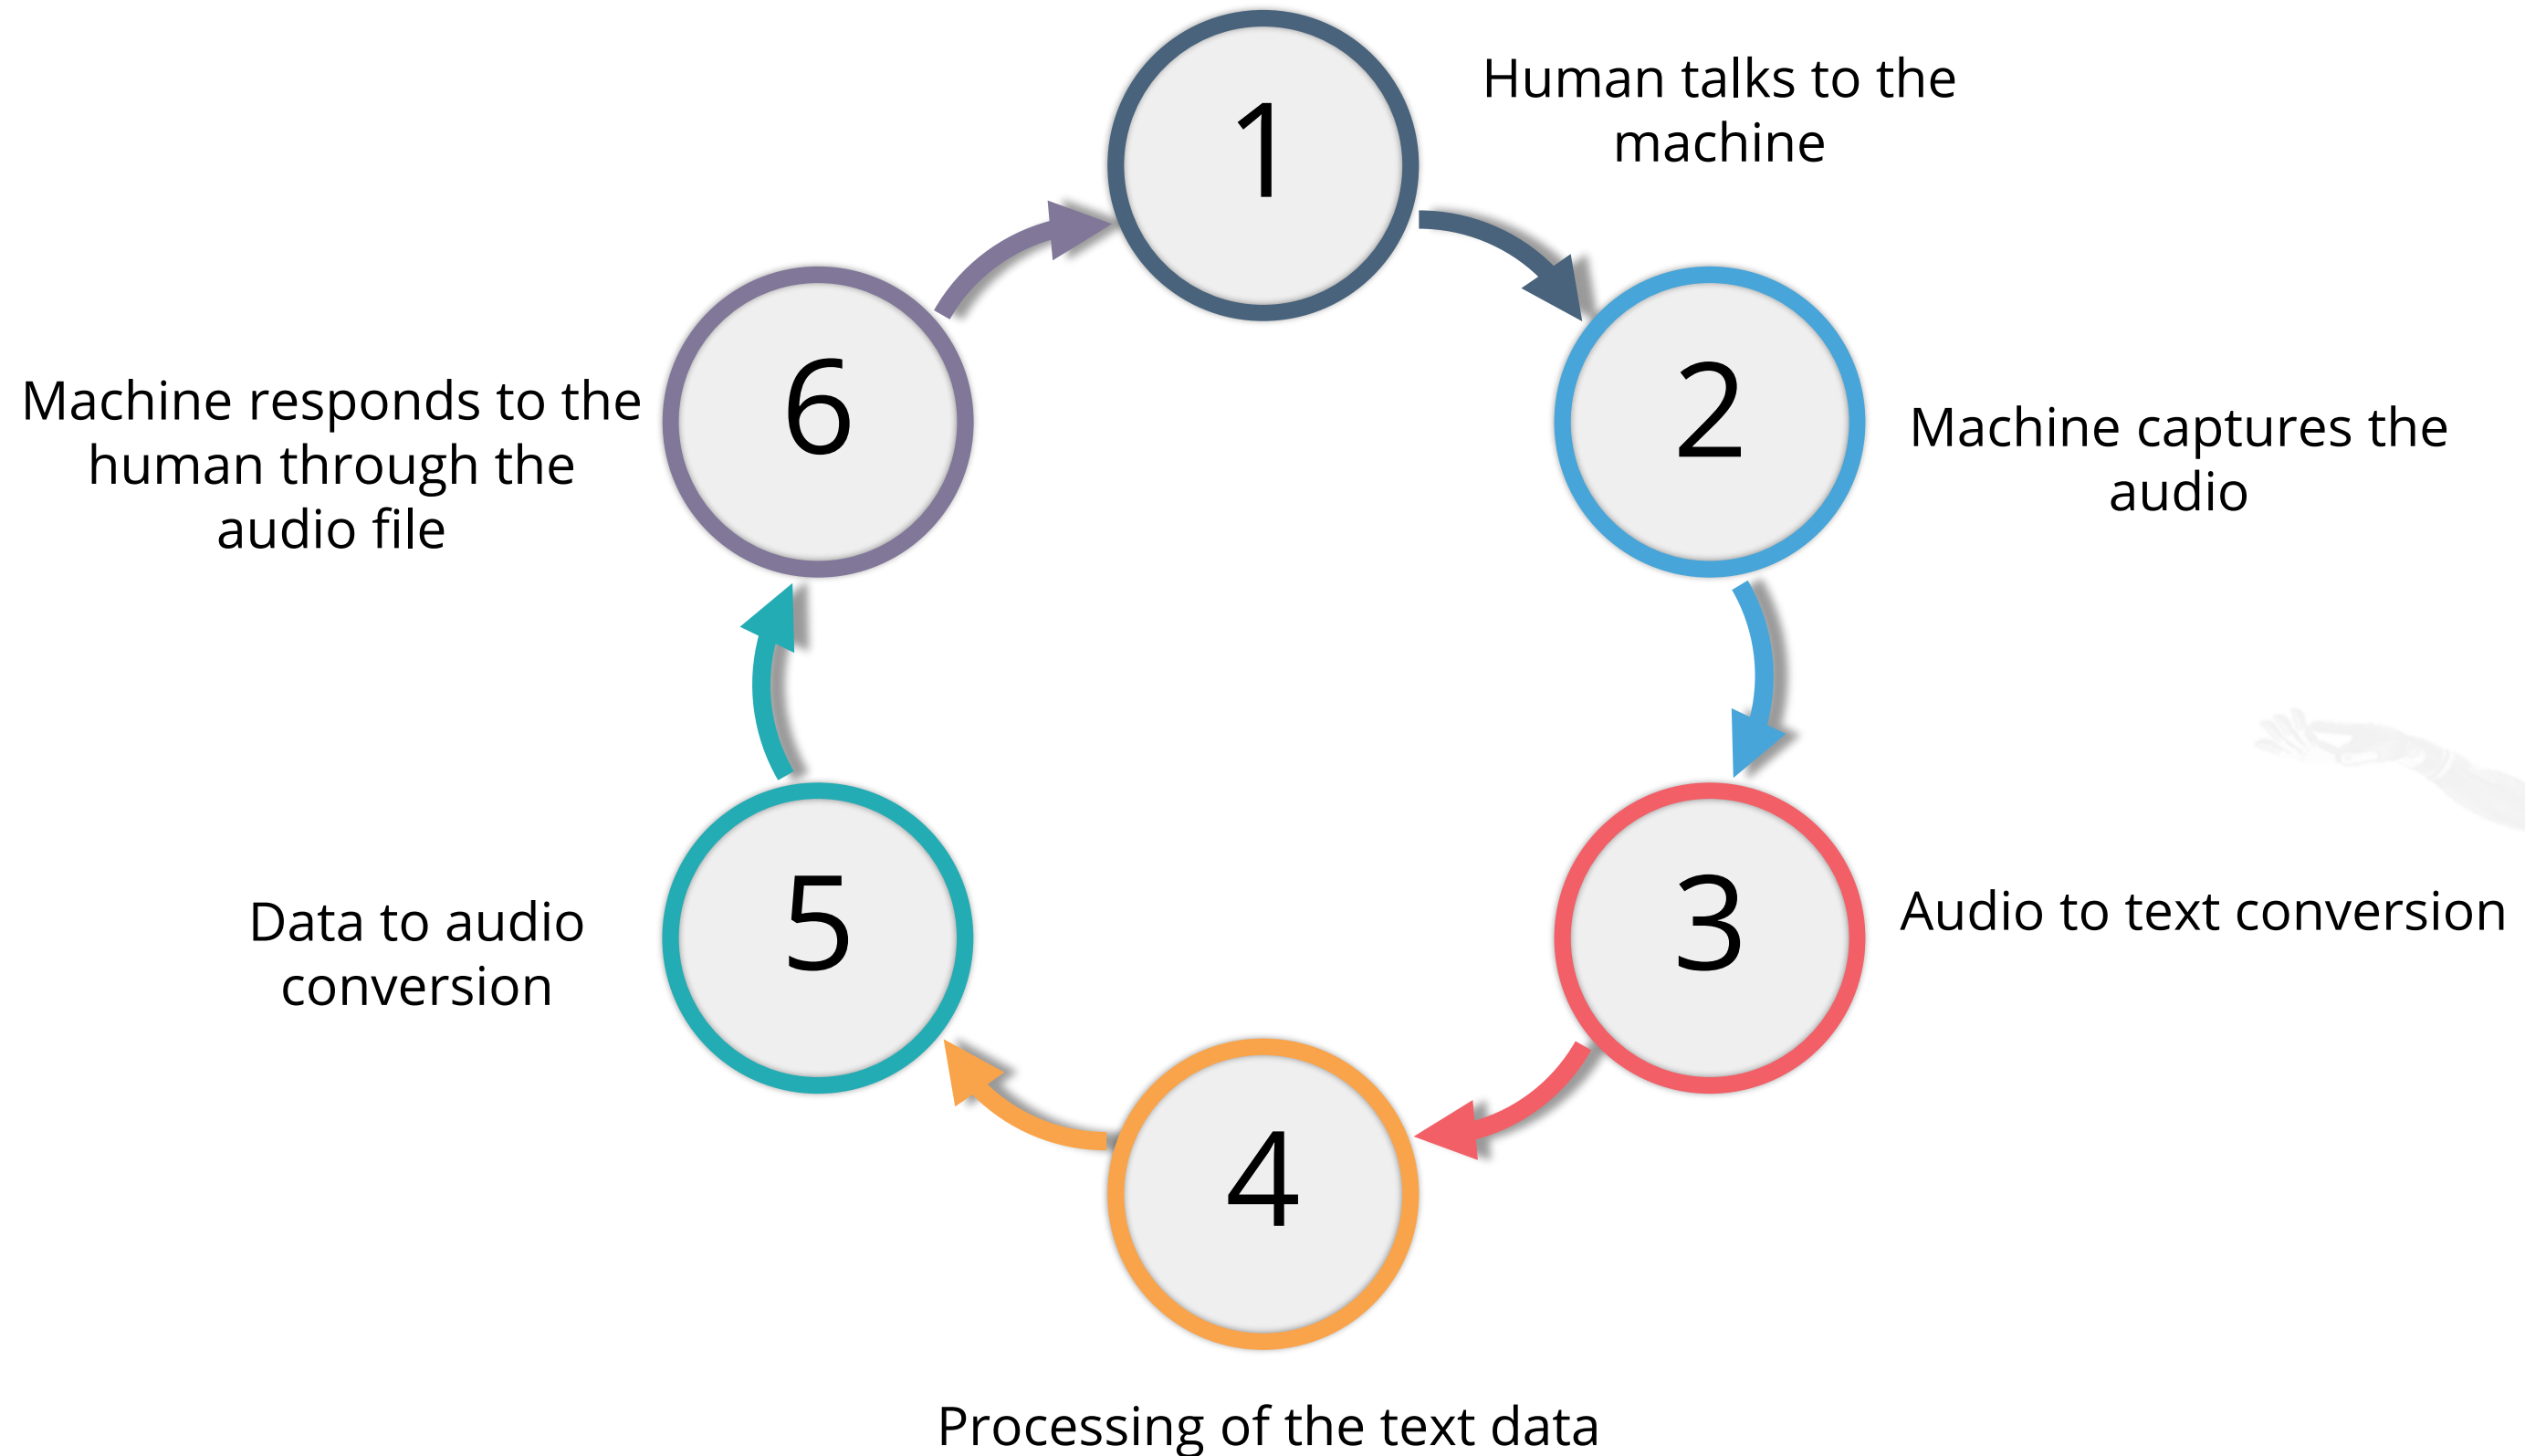 1
Human talks to the
machine
2
Machine captures the
audio
3
Audio to text conversion
4
Processing of the text data
5
Data to audio
conversion
6
Machine responds to the
human through the
audio file